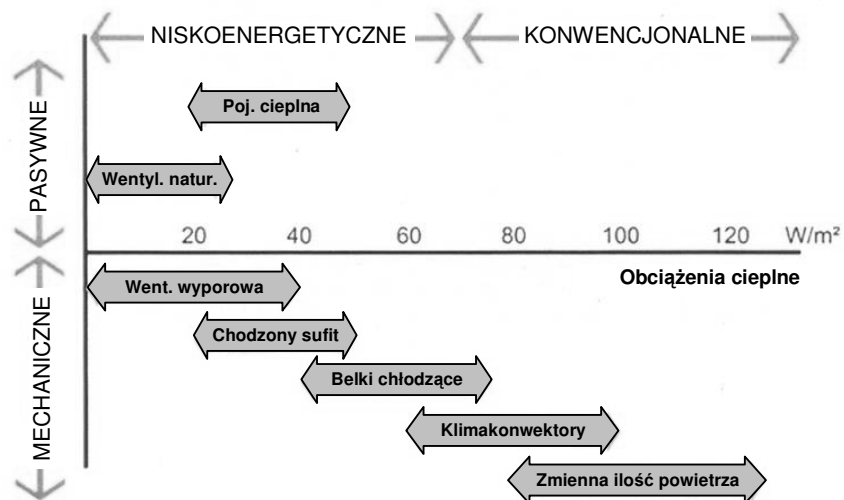 NISKOENERGETYCZNE KONWENCJONALNE
PASYWNE
Poj. cieplna
Wentyl. natur.
20 40 60 80 100 120 W/m²
Obciążenia cieplne
MECHANICZNE
Went. wyporowa
Chodzony sufit
Belki chłodzące
Klimakonwektory
Zmienna ilość powietrza